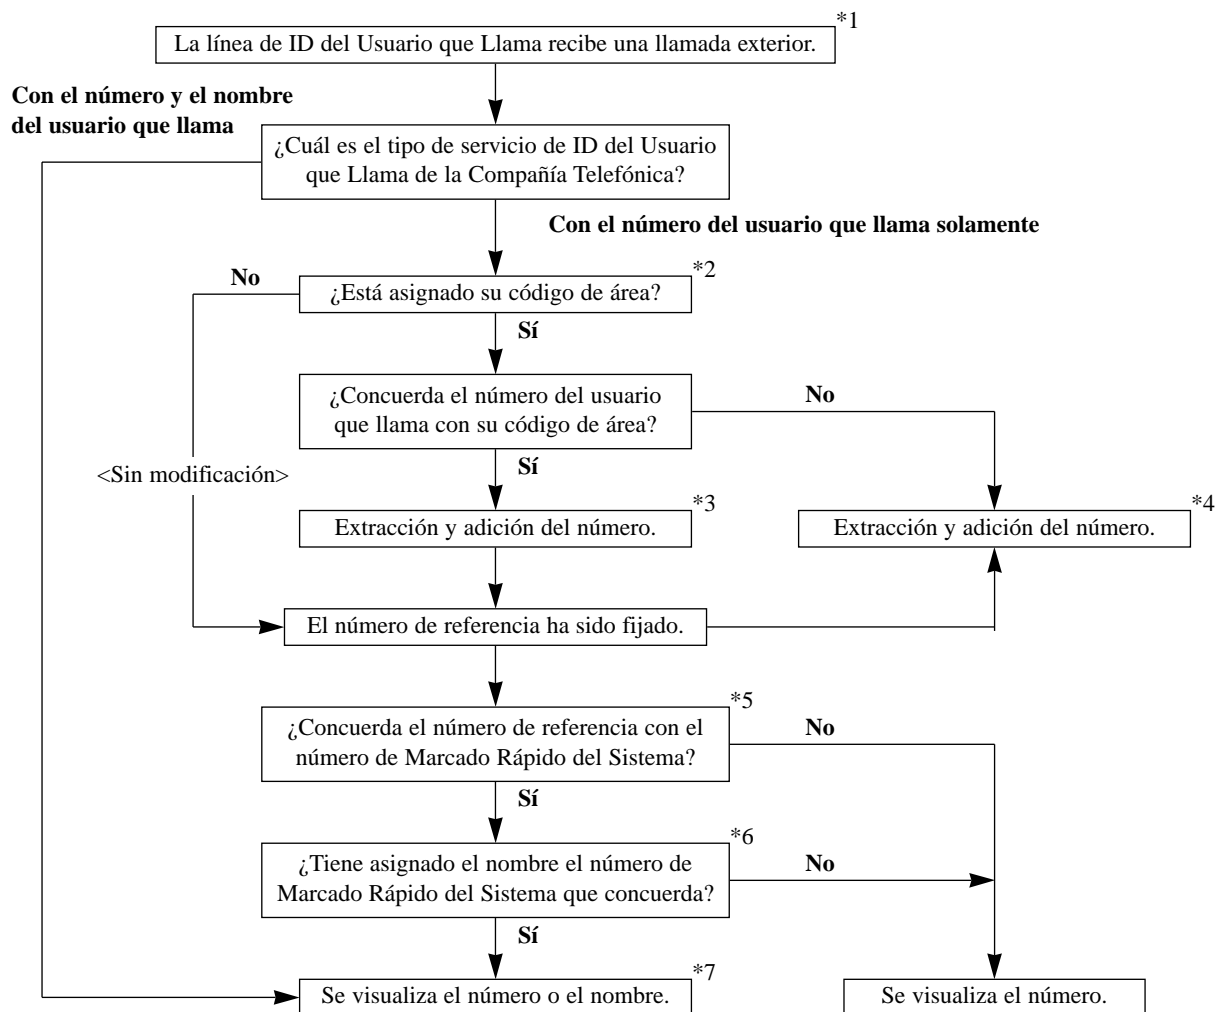 *1
La línea de ID del Usuario que Llama recibe una llamada exterior.
Con el número y el nombre
del usuario que llama
¿Cuál es el tipo de servicio de ID del Usuario
que Llama de la Compañía Telefónica?
Con el número del usuario que llama solamente
No
*2
¿Está asignado su código de área?
Sí
¿Concuerda el número del usuario
que llama con su código de área?
No
Sí
<Sin modificación>
*3
Extracción y adición del número.
*4
Extracción y adición del número.
El número de referencia ha sido fijado.
*5
¿Concuerda el número de referencia con el
número de Marcado Rápido del Sistema?
No
Sí
*6
¿Tiene asignado el nombre el número de
Marcado Rápido del Sistema que concuerda?
No
Sí
*7
Se visualiza el número o el nombre.
Se visualiza el número.